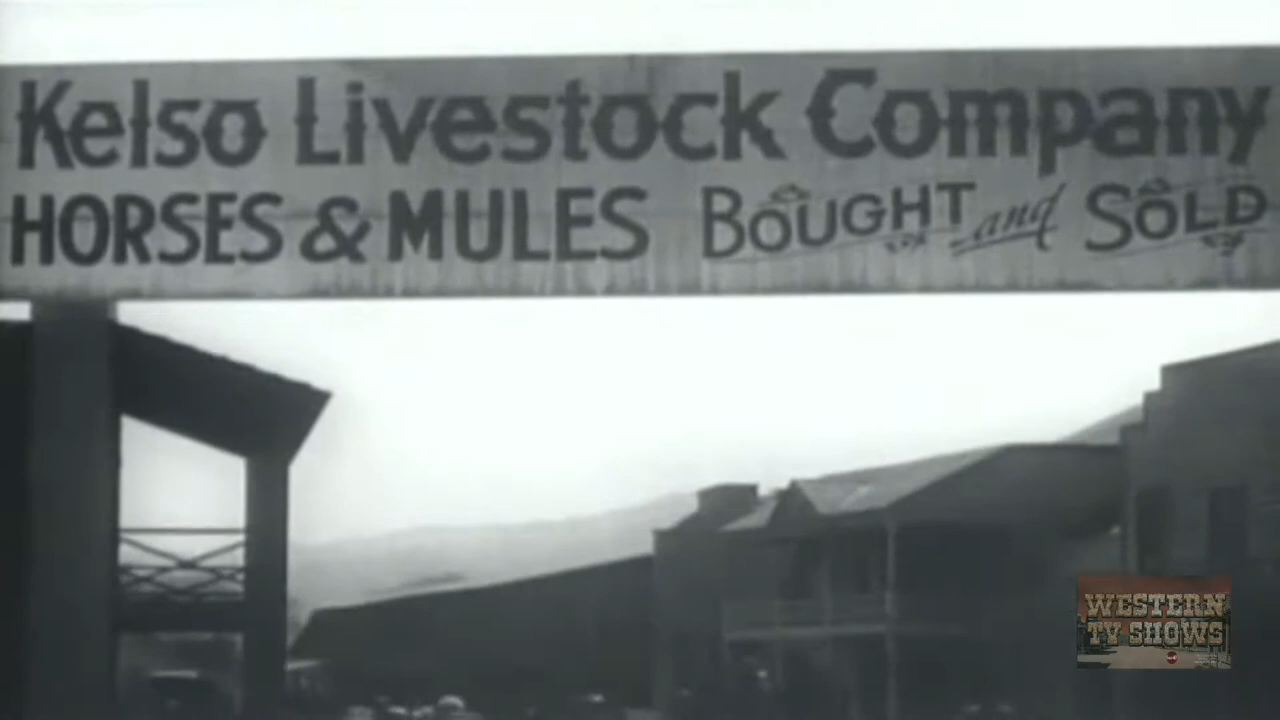 Kelso Livestock Company
HORSES & MULES BOUGHT and SOLD
WESTERN
TV SHOWS